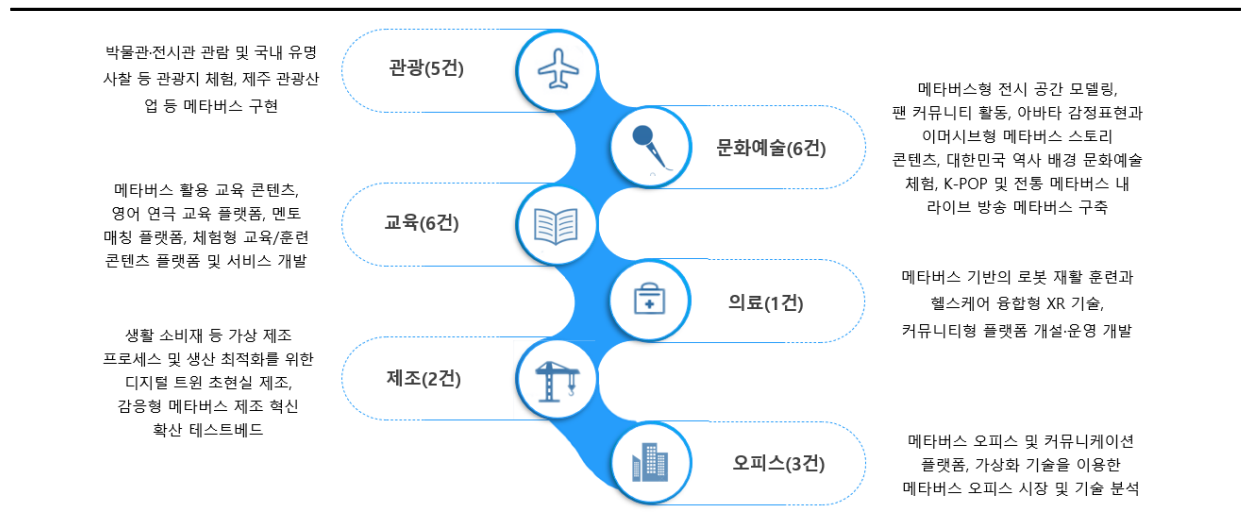 박물관·전시관 관람 및 국내 유명
사찰 등 관광지 체험, 제주 관광산
업 등 메타버스 구현
관광(5건)
문화예술(6건)
메타버스형 전시 공간 모델링,
팬 커뮤니티 활동, 아바타 감정표현과
이머시브형 메타버스 스토리
콘텐츠, 대한민국 역사 배경 문화예술
체험, K-POP 및 전통 메타버스 내
라이브 방송 메타버스 구축
메타버스 활용 교육 콘텐츠,
영어 연극 교육 플랫폼, 멘토
매칭 플랫폼, 체험형 교육/훈련
콘텐츠 플랫폼 및 서비스 개발
교육(6건)
의료(1건)
메타버스 기반의 로봇 재활 훈련과
헬스케어 융합형 XR 기술,
커뮤니티형 플랫폼 개설·운영 개발
생활 소비재 등 가상 제조
프로세스 및 생산 최적화를 위한
디지털 트윈 초현실 제조,
감응형 메타버스 제조 혁신
확산 테스트베드
제조(2건)
오피스(3건)
메타버스 오피스 및 커뮤니케이션
플랫폼, 가상화 기술을 이용한
메타버스 오피스 시장 및 기술 분석